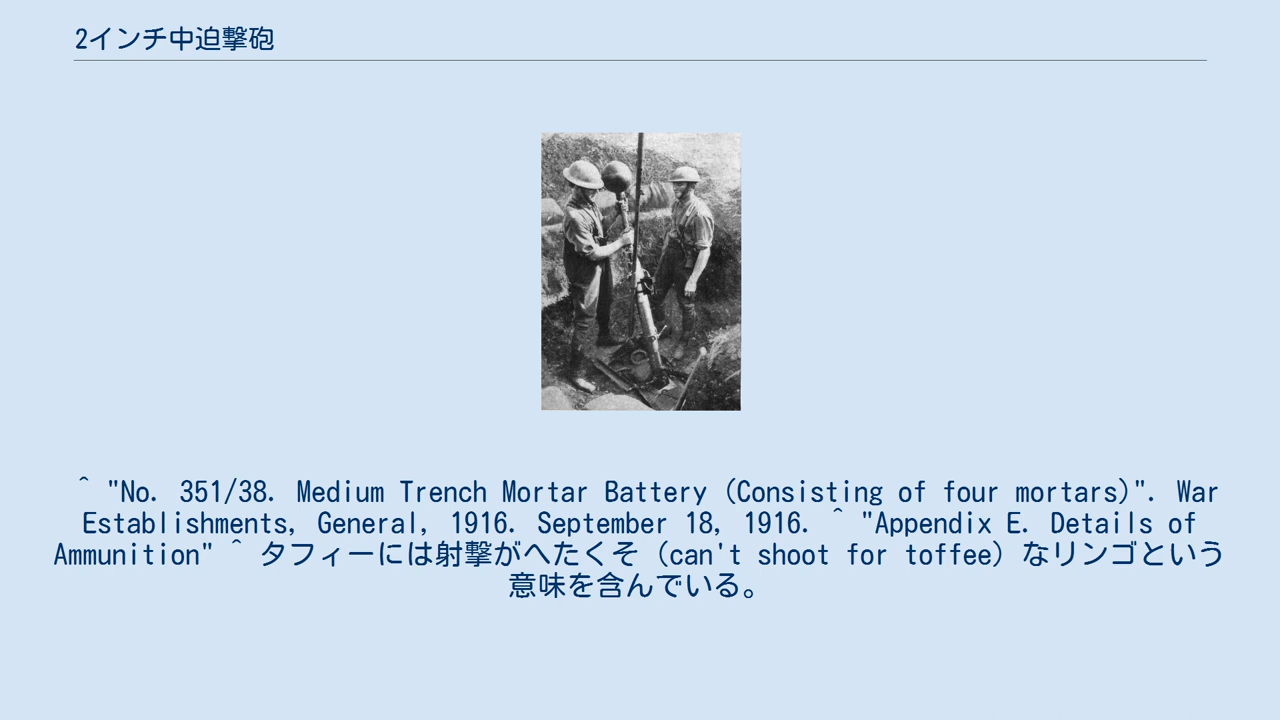 2インチ中迫撃砲
^ "No. 351/38. Medium Trench Mortar Battery (Consisting of four mortars)". War
Establishments, General, 1916. September 18, 1916. ^ "Appendix E. Details of
Ammunition" ^ タフィーには射撃がへたくそ（can't shoot for toffee）なリンゴという
意味を含んでいる。